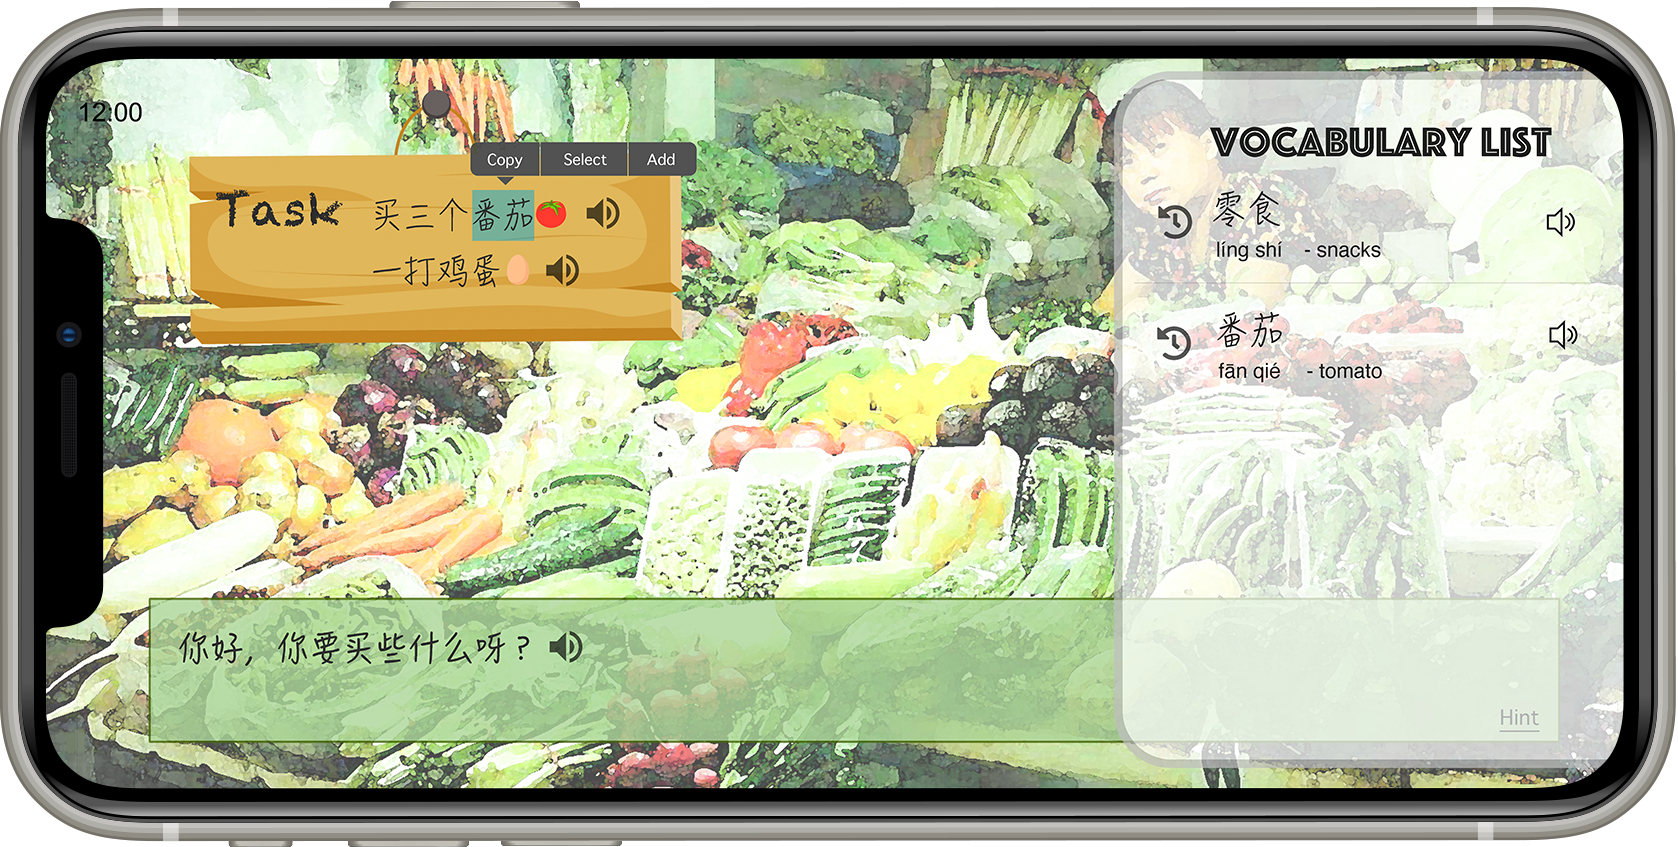 12:00
Copy Select Add
Task 买三个番茄
一打鸡蛋
VOCABULARY LIST
零食
líng shí - snacks
番茄
fān qié - tomato
你好，你要买些什么呀？
Hint